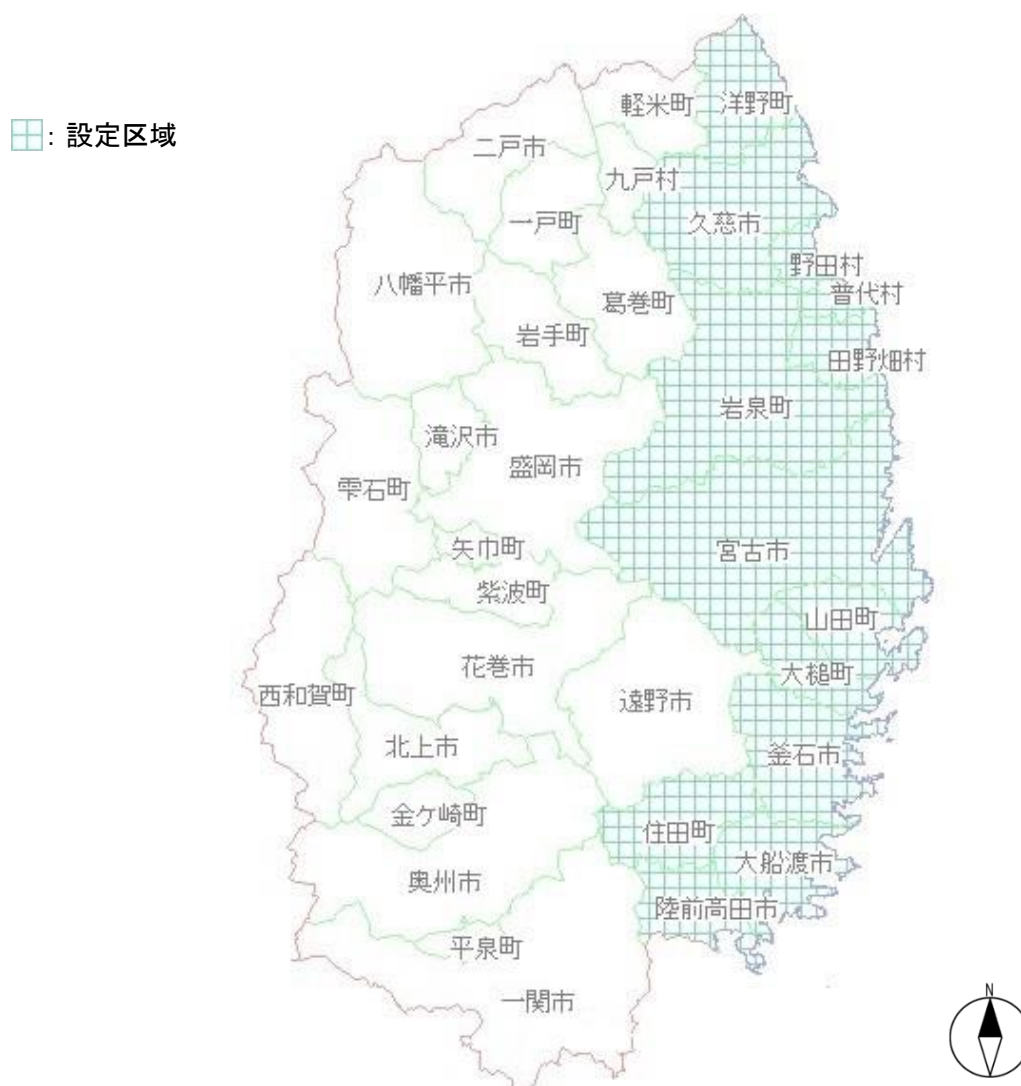 : 設定区域
軽米町
洋野町
二戸市
九戸村
一戸町
久慈市
野田村
八幡平市
葛巻町
普代村
岩手町
田野畑村
岩泉町
滝沢市
盛岡市
雫石町
矢巾町
宮古市
紫波町
山田町
花巻市
大槌町
西和賀町
遠野市
北上市
釜石市
金ケ崎町
住田町
大船渡市
奥州市
陸前高田市
平泉町
一関市
N